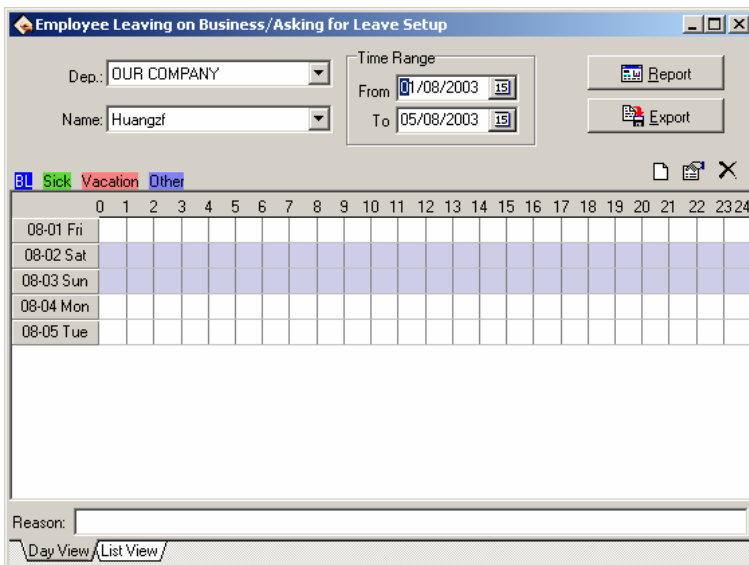 Employee Leaving on Business/Asking for Leave Setup
Dep.: OUR COMPANY
Name: Huangzf
Time Range
From 01/08/2003 15
To 05/08/2003 15
Report
Export
BL Sick Vacation Other
0 1 2 3 4 5 6 7 8 9 10 11 12 13 14 15 16 17 18 19 20 21 22 23 24
08-01 Fri
08-02 Sat
08-03 Sun
08-04 Mon
08-05 Tue
Reason:
Day View List View